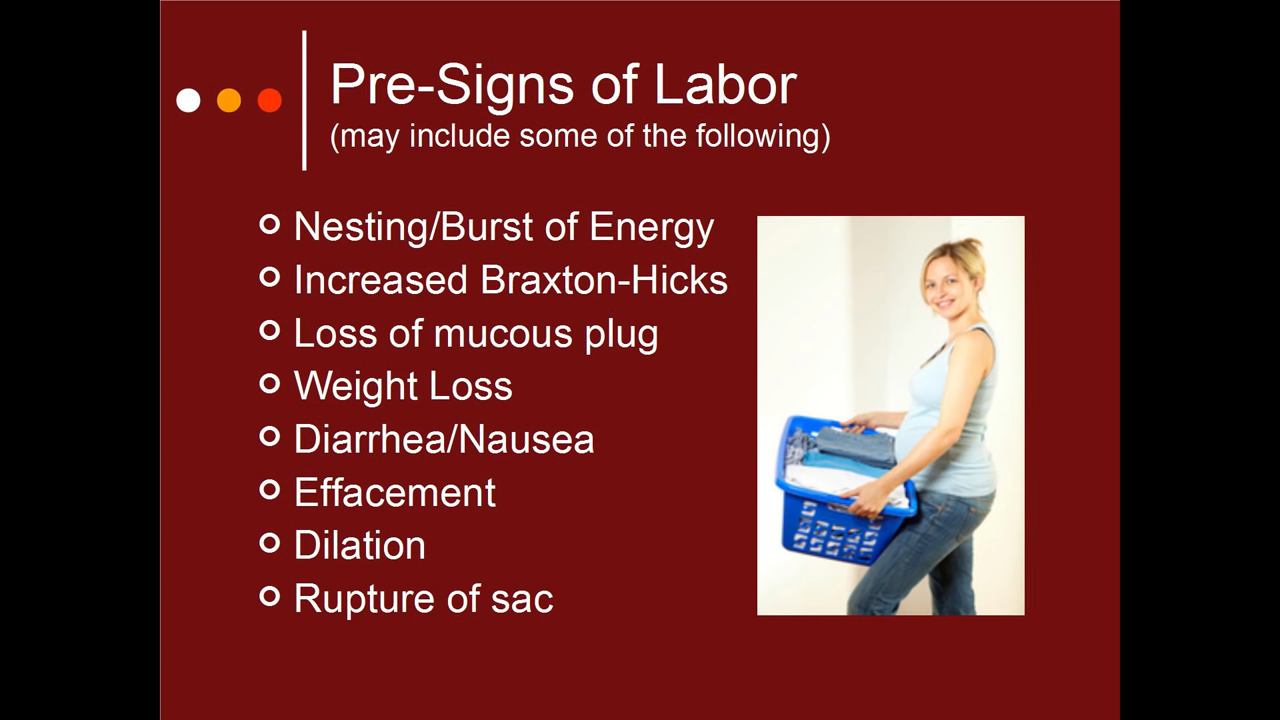 Pre-Signs of Labor
(may include some of the following)
Nesting/Burst of Energy
Increased Braxton-Hicks
Loss of mucous plug
Weight Loss
Diarrhea/Nausea
Effacement
Dilation
Rupture of sac